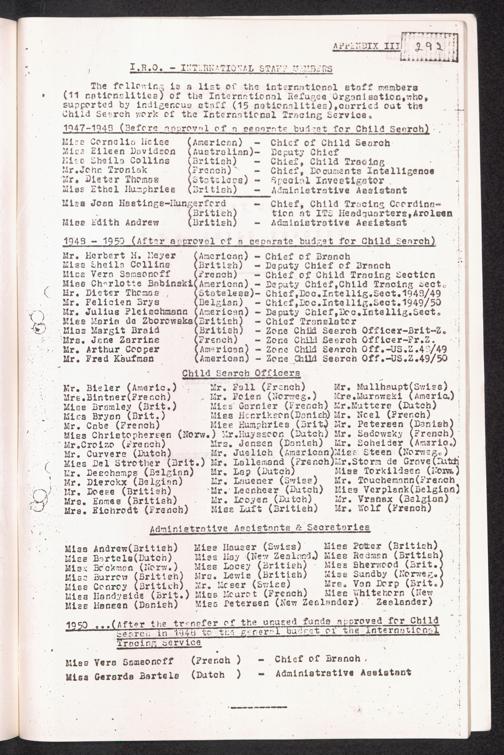 APPENDIX III 292
I.R.O. - INTERNATIONAL STAFF MEMBERS
The following is a list of the international staff members
(11 nationalities) of the International Refugee Organisation,who,
supported by indigenous staff (15 nationalities),carried out the
Child Search work of the International Tracing Service.
1947-1948 (Before approval of a separate budget for Child Search)
Miss Cornelia Heise (American) - Chief of Child Search
Miss Eileen Davidson (Australian)- Deputy Chief
Miss Sheila Collins (British) - Chief, Child Tracing
Mr.John Troniak (French) - Chief, Documents Intelligence
Mr. Dieter Thomas (Stateless) - Special Investigator
Miss Ethel Humphries (British) - Administrative Assistant
Miss Joan Hastings-Hungerford - Chief, Child Tracing Coordina-
(British) tion at ITS Headquarters,Arolsen
Miss Edith Andrew (British) - Administrative Assistant
1948 - 1950 (After approval of a separate budget for Child Search)
Mr. Herbert H. Meyer (American) - Chief of Branch
Miss Sheila Collins (British) - Deputy Chief of Branch
Miss Vera Samsonoff (French) - Chief of Child Tracing Section
Miss Charlotte Babinski(American) - Deputy Chief,Child Tracing Sect.
Mr. Dieter Thomas (Stateless)- Chief,Doc.Intellig.Sect.1948/49
Mr. Felicien Brys (Belgian) - Chief,Doc.Intellig.Sect.1949/50
Mr. Julius Fleischmann (American) - Deputy Chief,Doc.Intellig.Sect.
Miss Maria de Zborowska(British) - Chief Translator
Miss Margit Braid (British) - Zone Child Search Officer-Brit-Z.
Mrs. Jane Zarrina (French) - Zone Child Search Officer-Fr.Z.
Mr. Arthur Cooper (American) - Zone Child Search Off.-US.Z.48/49
Mr. Fred Kaufman (American) - Zone Child Search Off.-US.Z.49/50
Child Search Officers
Mr. Bieler (Americ.) Mr. Fall (French) Mr. Mullhaupt(Swiss)
Mrs.Bintner(French) Mr. Foien (Norweg.) Mrs.Murowski (Americ.)
Miss Bromley (Brit.) Miss Garnier (French) Mr.Mutters (Dutch)
Miss Bryon (Brit.) Miss Henriksen(Danish) Mr. Noel (French)
Mr. Cabe (French) Miss Humphries (Brit) Mr. Petersen (Danish)
Miss Christophersen (Norw.) Mr.Huyssoon (Dutch) Mr. Sadowsky (French)
Mr.Croizo (French) Mrs. Jensen (Danish) Mr. Scheider (Americ.)
Mr. Curvers (Dutch) Mr. Juelich (American)Miss Steen (Norweg.)
Miss Del Strother (Brit.) Mr. Lallemand (French)Mr.Storm de Grave(Dutch)
Mr. Deschamps (Belgian) Mr. Lap (Dutch) Miss Torkildsen (Norw.)
Mr. Dierckx (Belgian) Mr. Lauener (Swiss) Mr. Touchemann(French)
Mr. Dosse (British) Mr. Leenheer (Dutch) Miss Verplank(Belgian)
Mrs. Eames (British) Mr. Looyen (Dutch) Mr. Vranax (Belgian)
Mrs. Eichrodt (French) Miss Luft (British) Mr. Wolf (French)
Administrative Assistants & Secretaries
Miss Andrew(British) Miss Hauser (Swiss) Miss Potter (British)
Miss Bartels(Dutch) Miss Hay (New Zealand.) Miss Redman (British)
Miss Bockman (Norw.) Miss Locey (British) Miss Sherwood (Brit.)
Miss Burrow (British) Mrs. Lewis (British) Miss Sundby (Norweg.)
Miss Conroy (British) Mr. Moser (Swiss) Mrs. Van Dorp (Brit.)
Miss Handyside (Brit.) Miss Mourot (French) Miss Whitehorn (New
Miss Hansen (Danish) Miss Petersen (New Zealander) Zealander)
1950 ...(After the transfer of the unused funds approved for Child
Search in 1948 to the general budget of the International
Tracing Service
Miss Vera Samsonoff (French ) - Chief of Branch.
Miss Gerarda Bartels (Dutch ) - Administrative Assistant